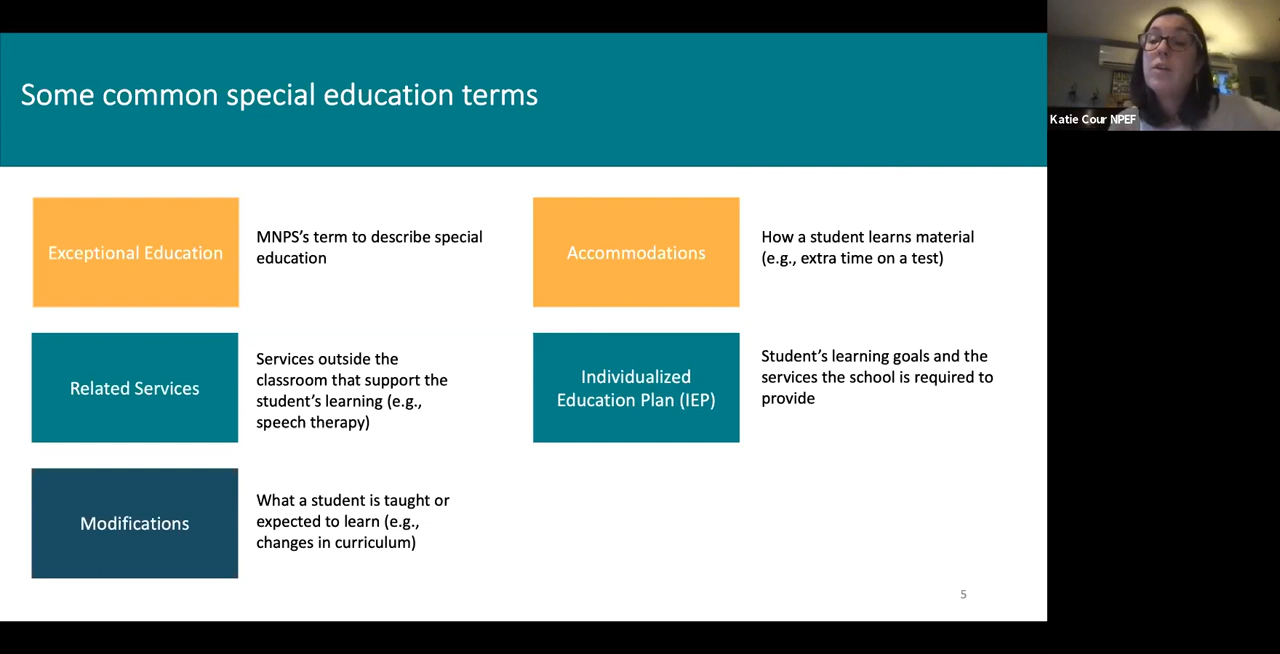 Some common special education terms
Katie Cour NPEF
Exceptional Education
MNPS's term to describe special
education
Accommodations
How a student learns material
(e.g., extra time on a test)
Related Services
Services outside the
classroom that support the
student's learning (e.g.,
speech therapy)
Individualized
Education Plan (IEP)
Student's learning goals and the
services the school is required to
provide
Modifications
What a student is taught or
expected to learn (e.g.,
changes in curriculum)
5